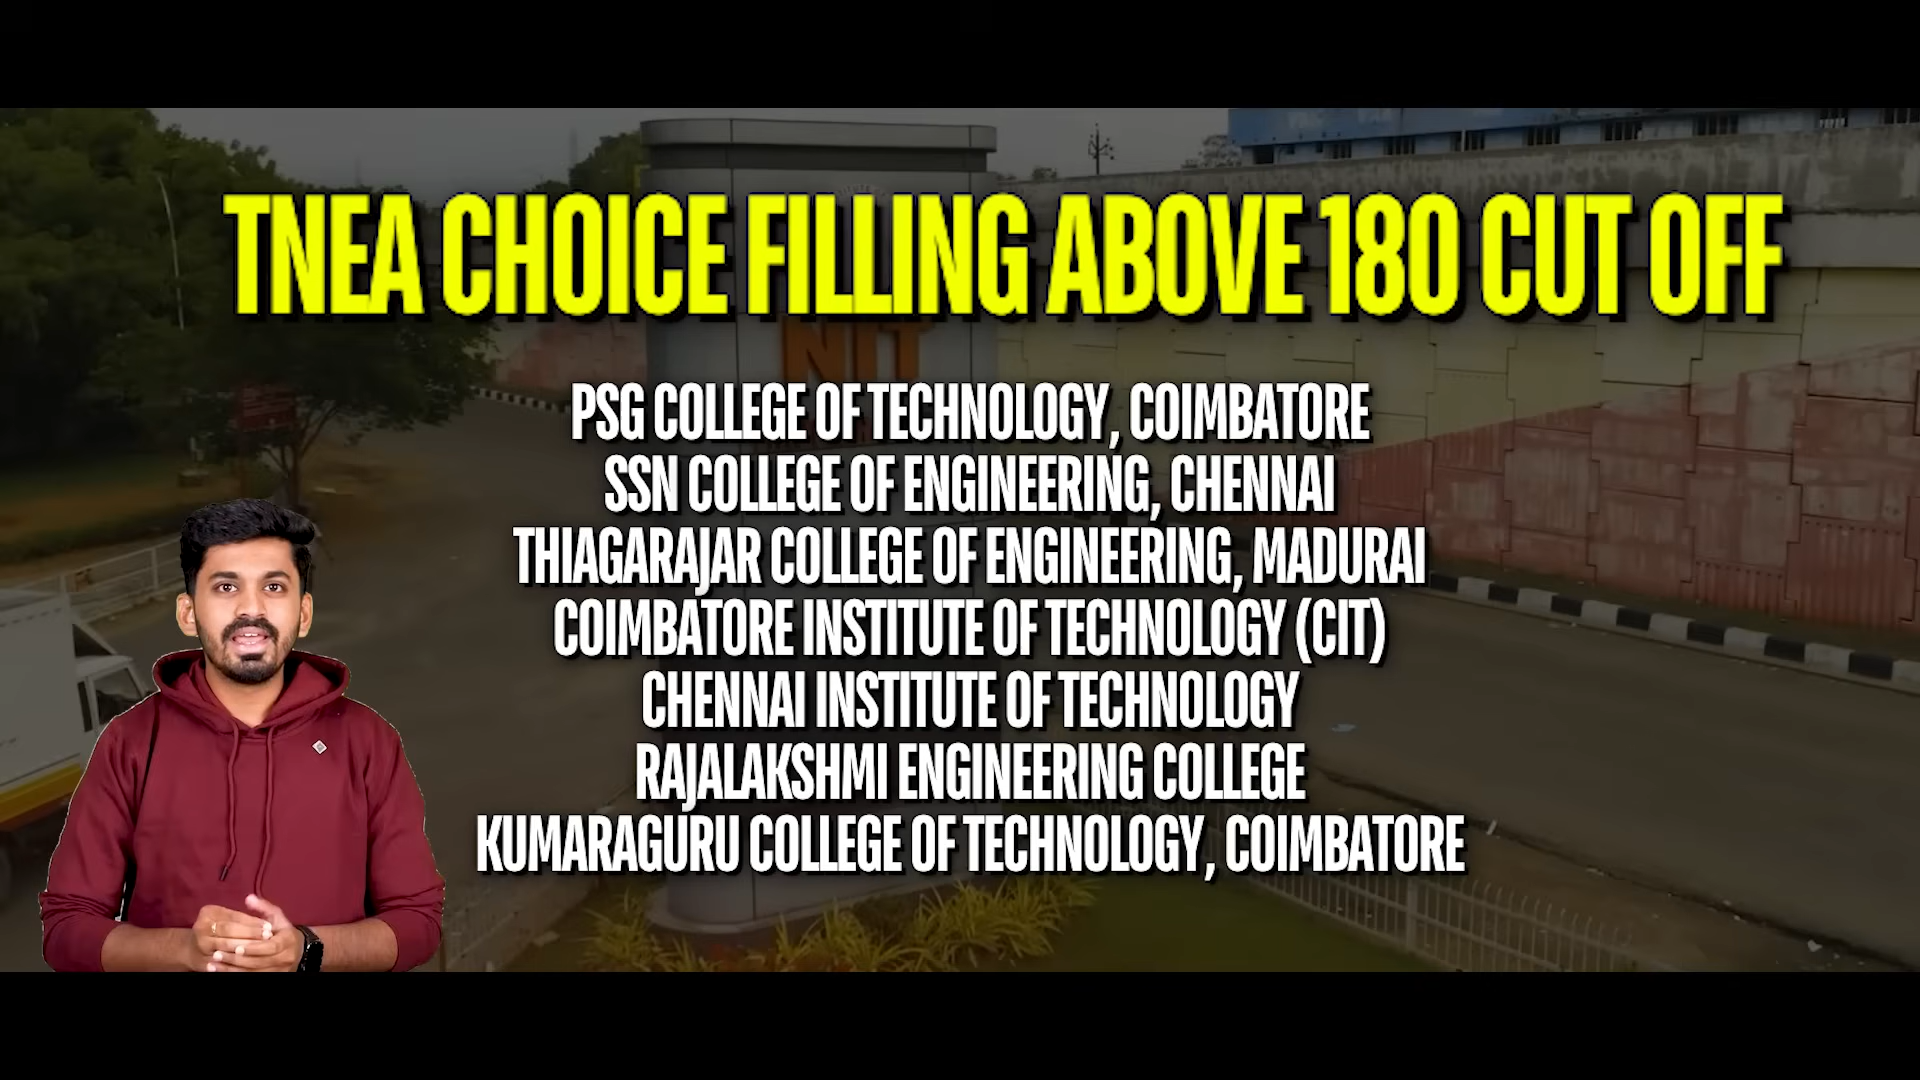 TNEA CHOICE FILLING ABOVE 180 CUT OFF
NIT
PSG COLLEGE OF TECHNOLOGY, COIMBATORE
SSN COLLEGE OF ENGINEERING, CHENNAI
THIAGARAJAR COLLEGE OF ENGINEERING, MADURAI
COIMBATORE INSTITUTE OF TECHNOLOGY (CIT)
CHENNAI INSTITUTE OF TECHNOLOGY
RAJALAKSHMI ENGINEERING COLLEGE
KUMARAGURU COLLEGE OF TECHNOLOGY, COIMBATORE